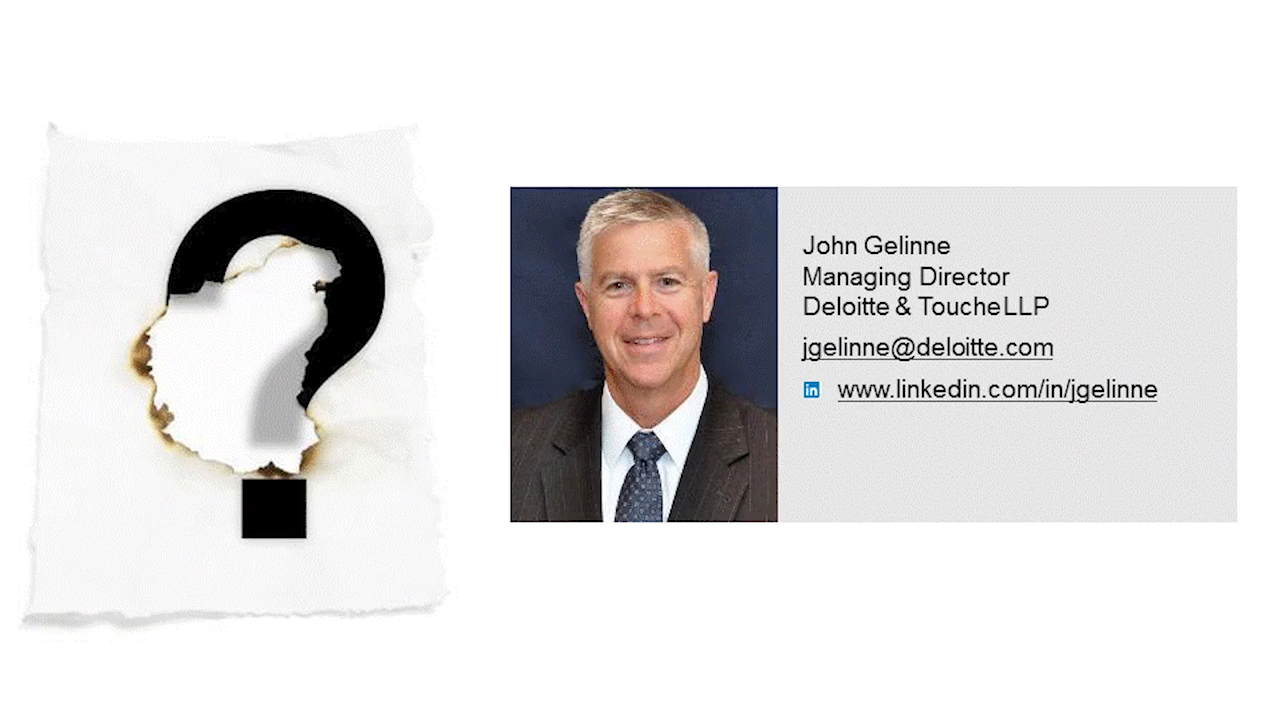 ?
John Gelinne
Managing Director
Deloitte & Touche LLP
jgelinne@deloitte.com
in www.linkedin.com/in/jgelinne